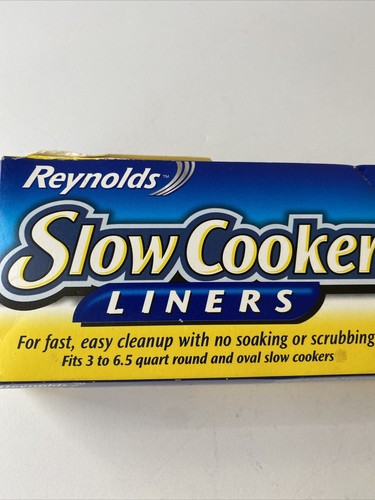 Reynolds™
Slow Cooker
LINERS
For fast, easy cleanup with no soaking or scrubbing
Fits 3 to 6.5 quart round and oval slow cookers